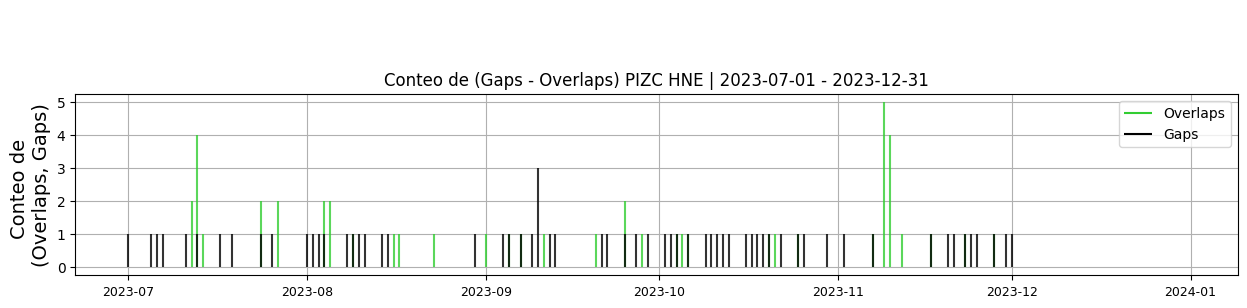 Conteo de (Gaps - Overlaps) PIZC HNE | 2023-07-01 - 2023-12-31
Conteo de
(Overlaps, Gaps)
5
4
3
2
1
0
Overlaps
Gaps
2023-07
2023-08
2023-09
2023-10
2023-11
2023-12
2024-01